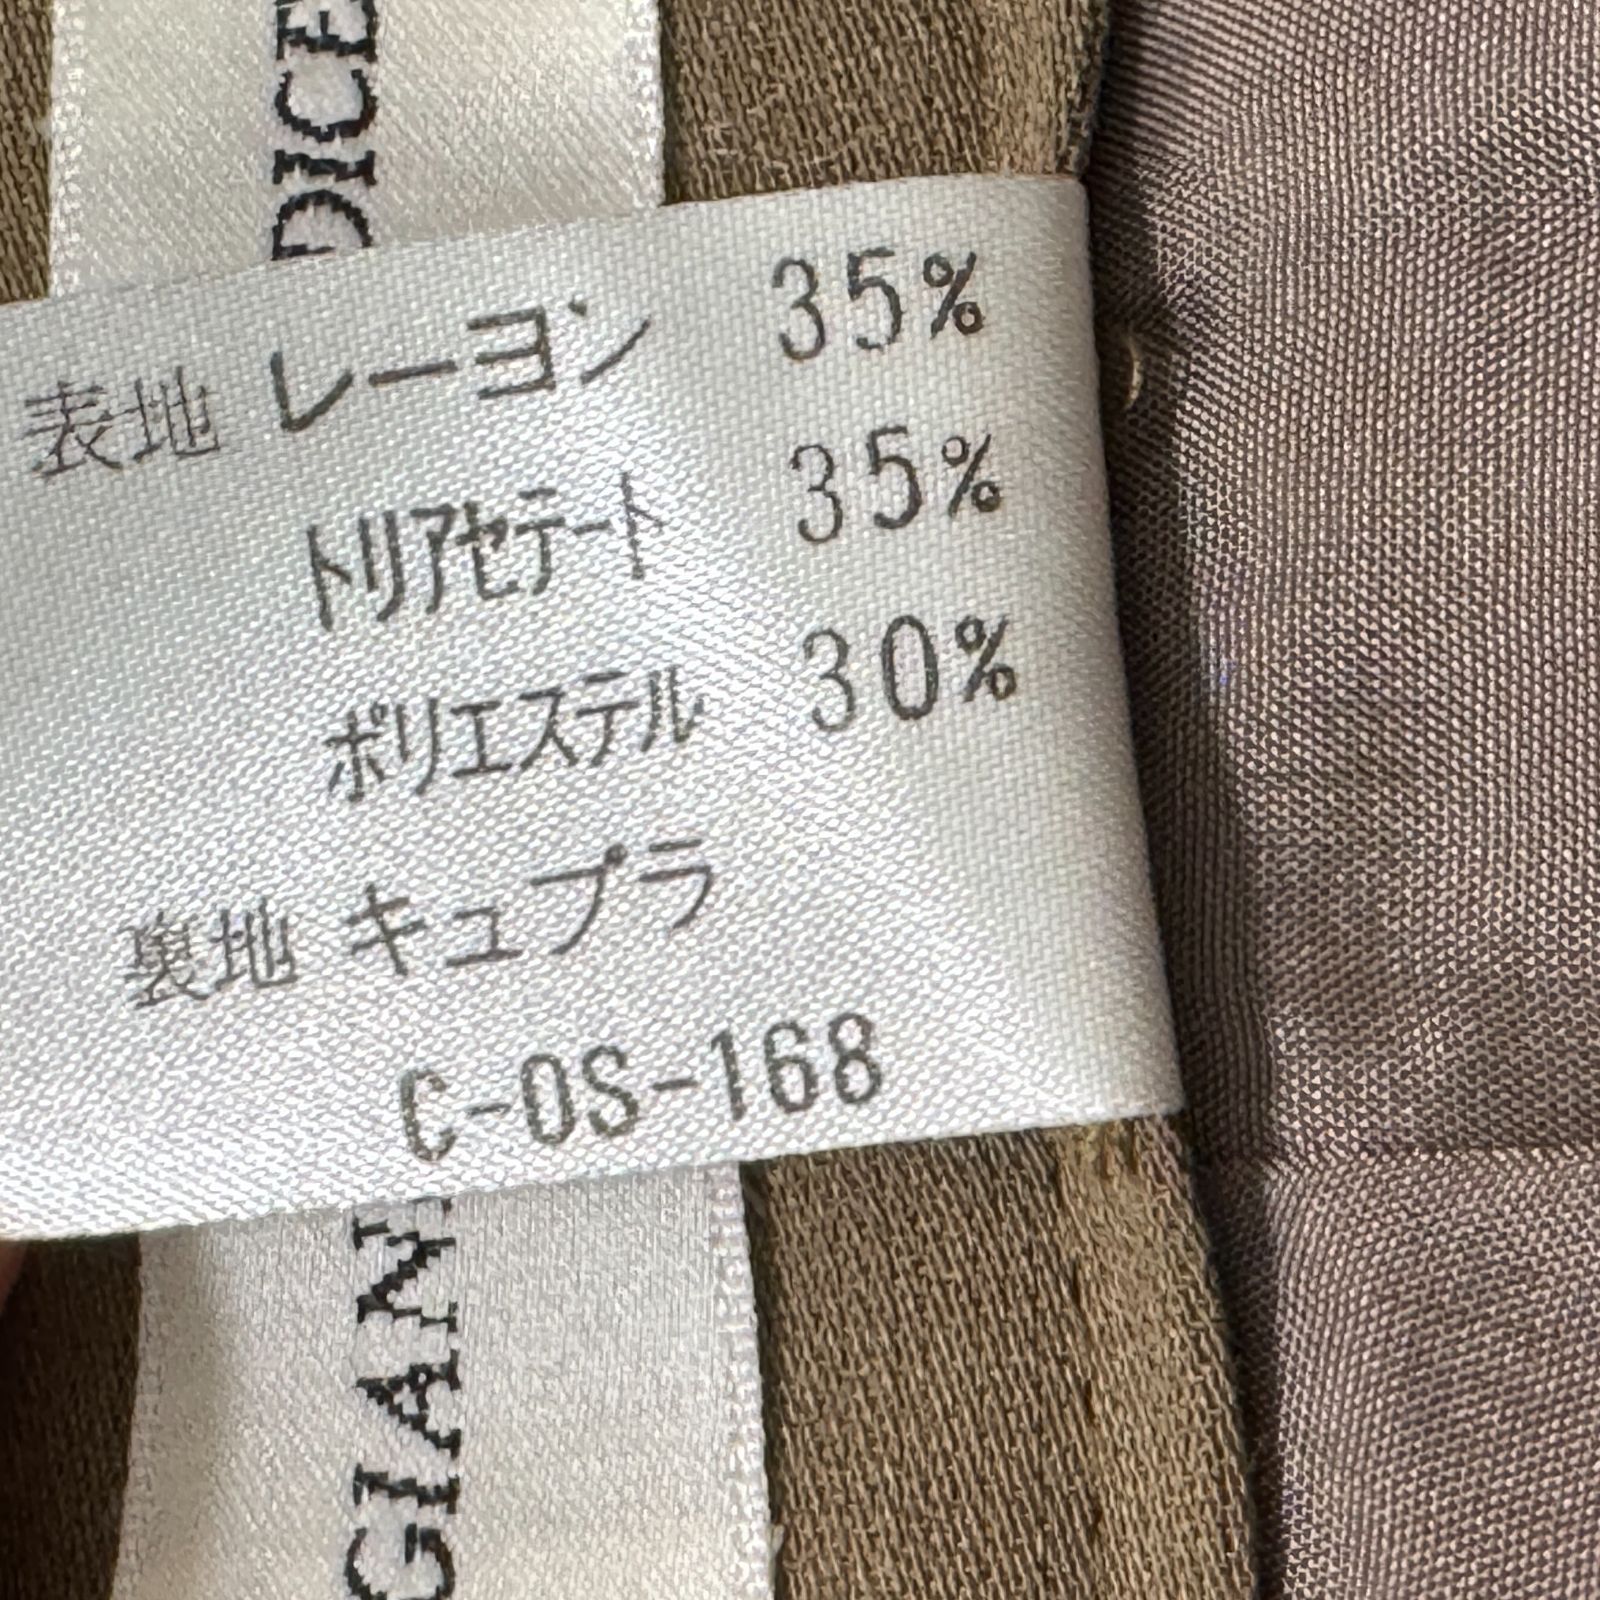 表地 レーヨン 35%
トリアセテート 35%
ポリエステル 30%
裏地 キュプラ
C-OS-168